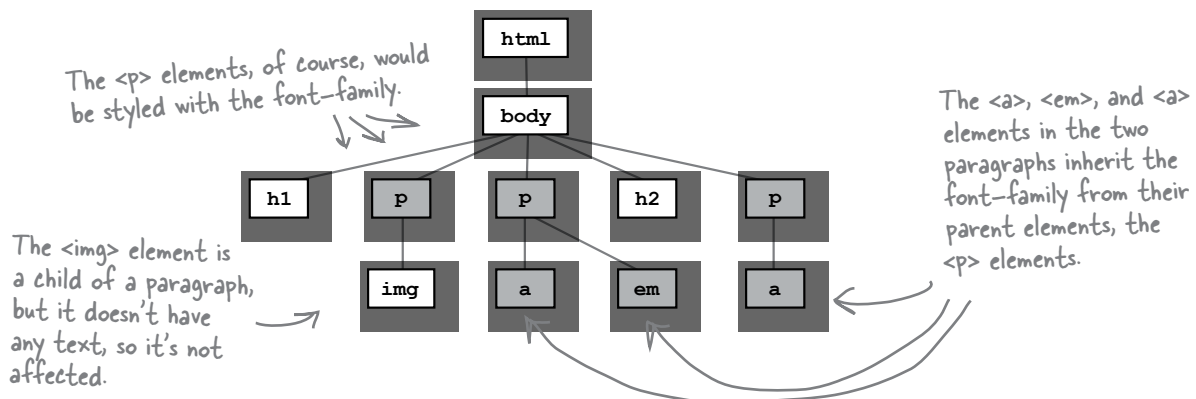 html
The <p> elements, of course, would
be styled with the font-family.
body
The <a>, <em>, and <a>
elements in the two
paragraphs inherit the
font-family from their
parent elements, the
<p> elements.
h1
p
p
h2
p
The <img> element is
a child of a paragraph,
but it doesn't have
any text, so it's not
affected.
img
a
em
a